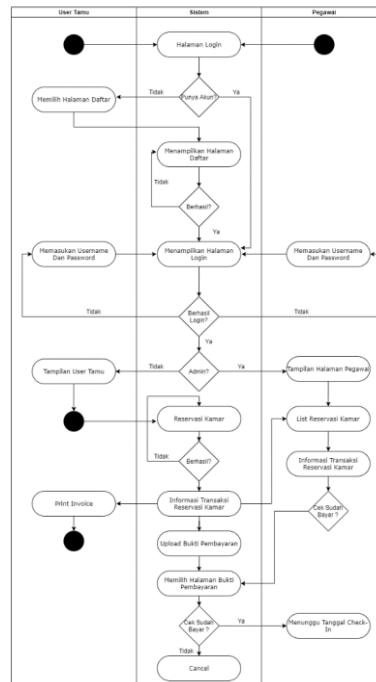 User Tamu
Sistem
Pegawai
Halaman Login
Tidak
Punya Akun?
Ya
Memilih Halaman Daftar
Menampilkan Halaman
Daftar
Tidak
Berhasil?
Ya
Memasukan Username
Dan Password
Menampilkan Halaman
Login
Memasukan Username
Dan Password
Tidak
Berhasil
Login?
Tidak
Ya
Tampilan User Tamu
Tidak
Admin?
Ya
Tampilan Halaman Pegawai
Reservasi Kamar
List Reservasi Kamar
Tidak
Berhasil?
Informasi Transaksi
Reservasi Kamar
Print Invoice
Informasi Transaksi
Reservasi Kamar
Cek Sudah
Bayar ?
Upload Bukti Pembayaran
Memilih Halaman Bukti
Pembayaran
Cek Sudah
Bayar ?
Ya
Menunggu Tanggal Check-
In
Tidak
Cancel